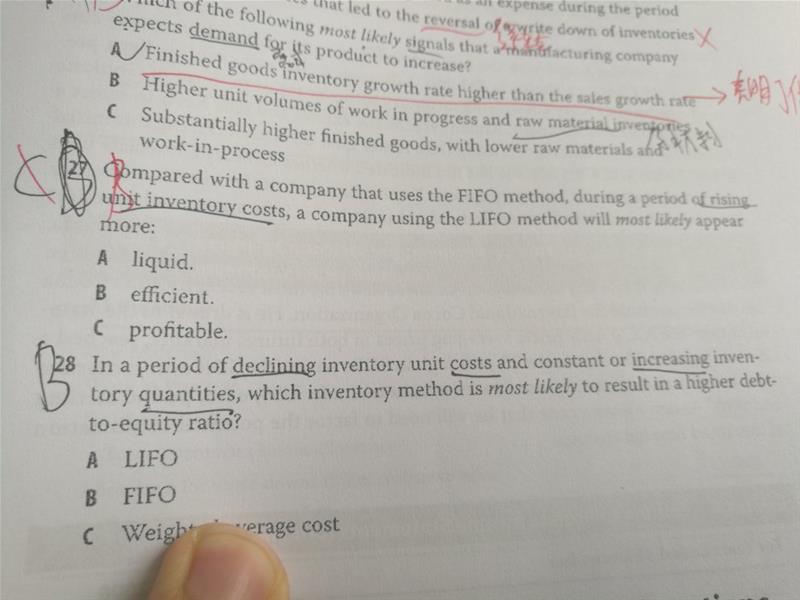 that led to the reversal of a write down of inventories
expense during the period
of the following most likely signals that a manufacturing company
expects demand for its product to increase?
A Finished goods inventory growth rate higher than the sales growth rate
B Higher unit volumes of work in progress and raw material inventories
C Substantially higher finished goods, with lower raw materials and
work-in-process
27 Compared with a company that uses the FIFO method, during a period of rising
unit inventory costs, a company using the LIFO method will most likely appear
more:
A liquid.
B efficient.
C profitable.
B
28 In a period of declining inventory unit costs and constant or increasing inven-
tory quantities, which inventory method is most likely to result in a higher debt-
to-equity ratio?
A LIFO
B FIFO
C average cost